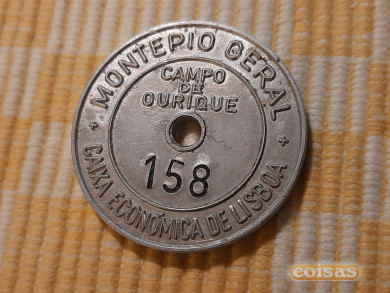 MONTEPIO GERAL
CAMPO
DE
OURIQUE
158
CAIXA ECONÓMICA DE LISBOA
coisas